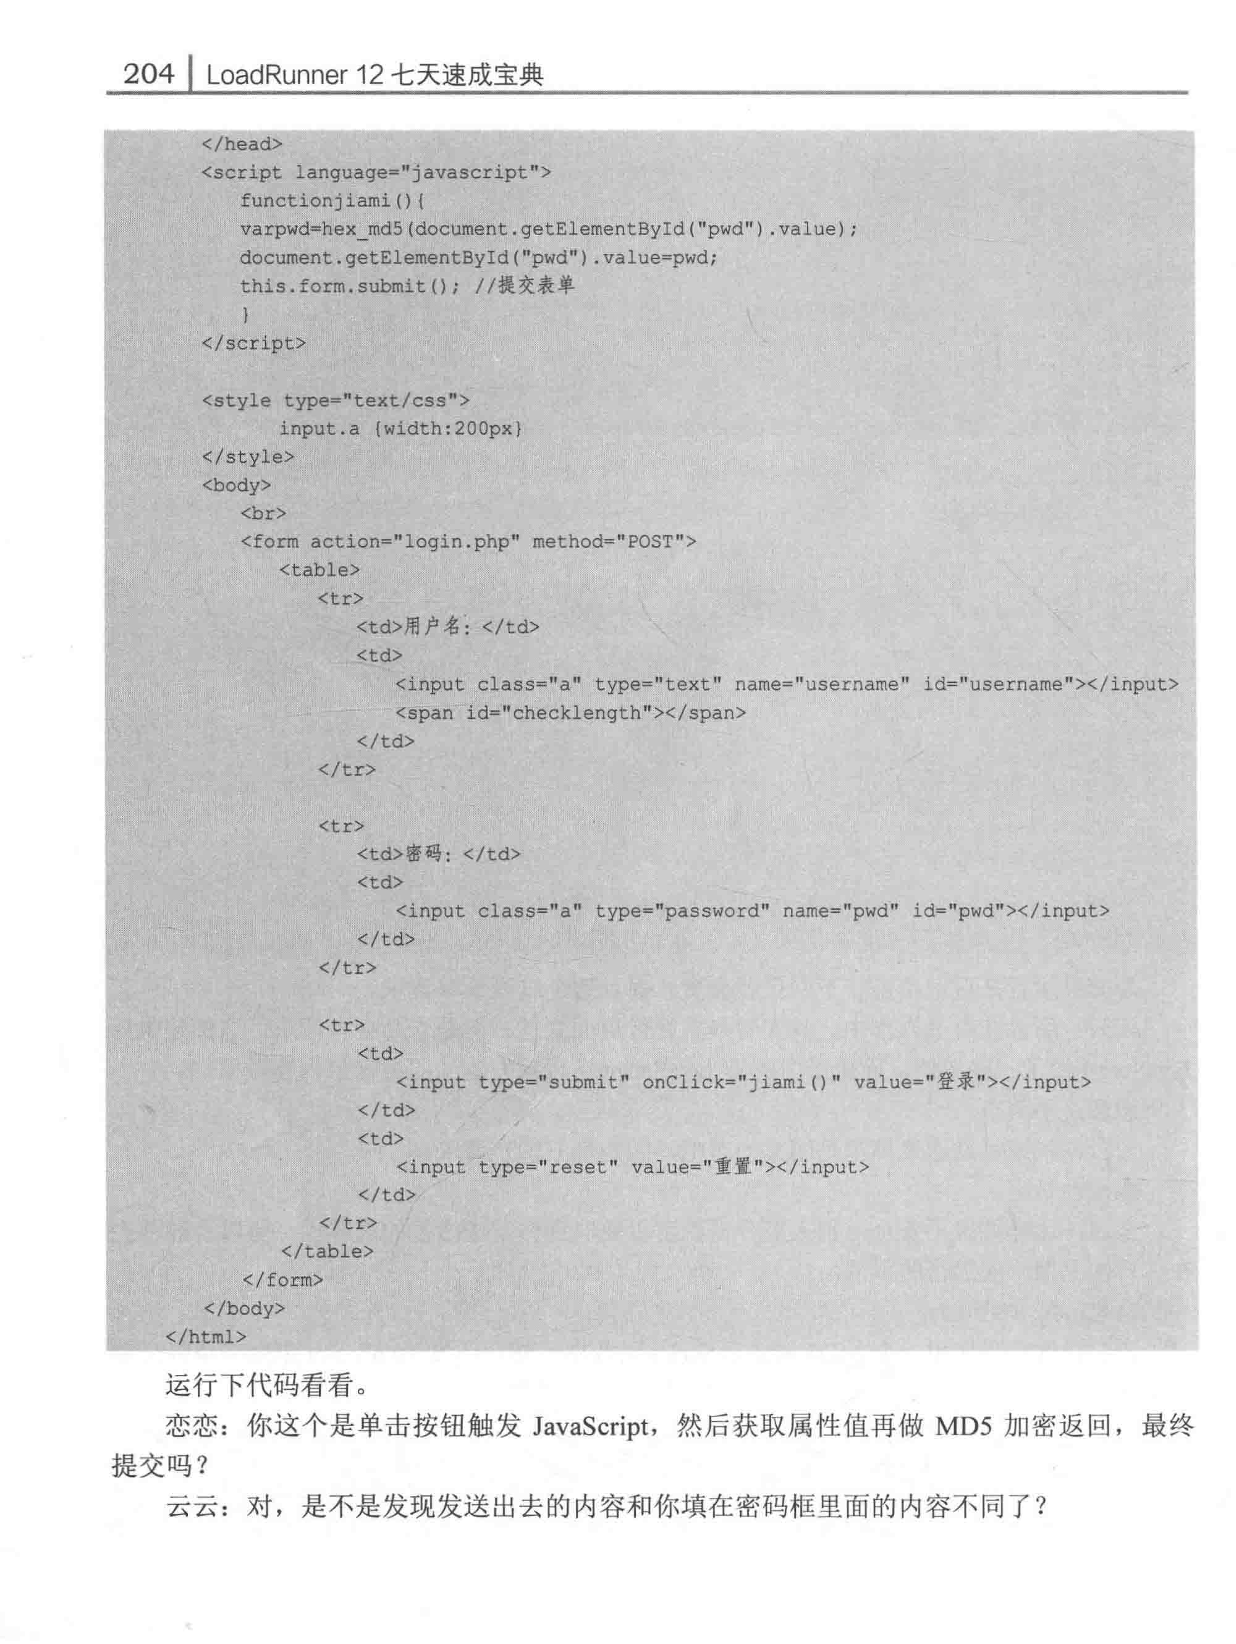 204 LoadRunner 12 七天速成宝典
</head>
<script language="javascript">
functionjiami(){
varpwd=hex_md5(document.getElementById("pwd").value);
document.getElementById("pwd").value=pwd;
this.form.submit(); //提交表单
}
</script>
<style type="text/css">
input.a {width:200px}
</style>
<body>
<br>
<form action="login.php" method="POST">
<table>
<tr>
<td>用户名：</td>
<td>
<input class="a" type="text" name="username" id="username"></input>
<span id="checklength"></span>
</td>
</tr>
<tr>
<td>密码：</td>
<td>
<input class="a" type="password" name="pwd" id="pwd"></input>
</td>
</tr>
<tr>
<td>
<input type="submit" onClick="jiami()" value="登录"></input>
</td>
<td>
<input type="reset" value="重置"></input>
</td>
</tr>
</table>
</form>
</body>
</html>
运行下代码看看。
恋恋：你这个是单击按钮触发 JavaScript，然后获取属性值再做 MD5 加密返回，最终
提交吗？
云云：对，是不是发现发送出去的内容和你填在密码框里面的内容不同了？